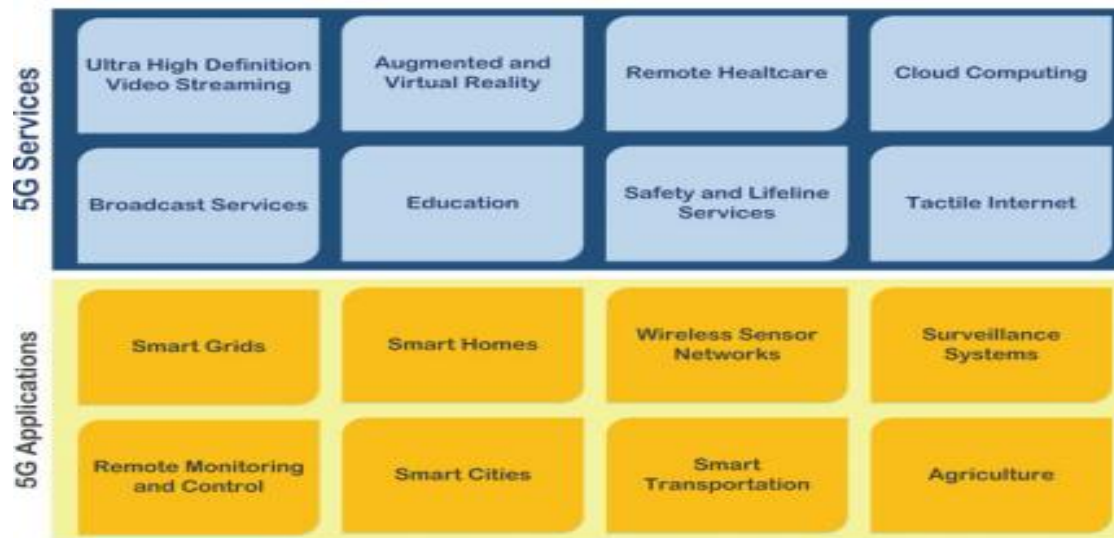 5G Services
Ultra High Definition
Video Streaming
Augmented and
Virtual Reality
Remote Healtcare
Cloud Computing
Broadcast Services
Education
Safety and Lifeline
Services
Tactile Internet
5G Applications
Smart Grids
Smart Homes
Wireless Sensor
Networks
Surveillance
Systems
Remote Monitoring
and Control
Smart Cities
Smart
Transportation
Agriculture